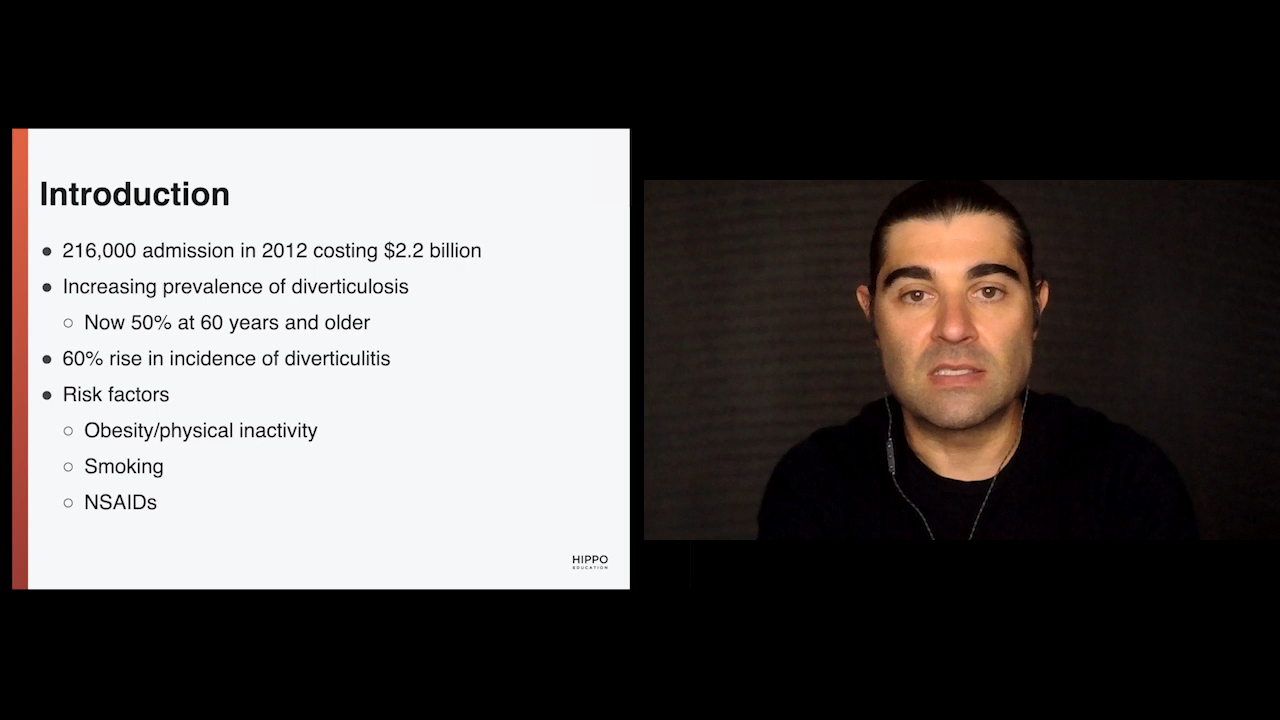 Introduction
● 216,000 admission in 2012 costing $2.2 billion
● Increasing prevalence of diverticulosis
○ Now 50% at 60 years and older
● 60% rise in incidence of diverticulitis
● Risk factors
○ Obesity/physical inactivity
○ Smoking
○ NSAIDs
HIPPO
EDUCATION